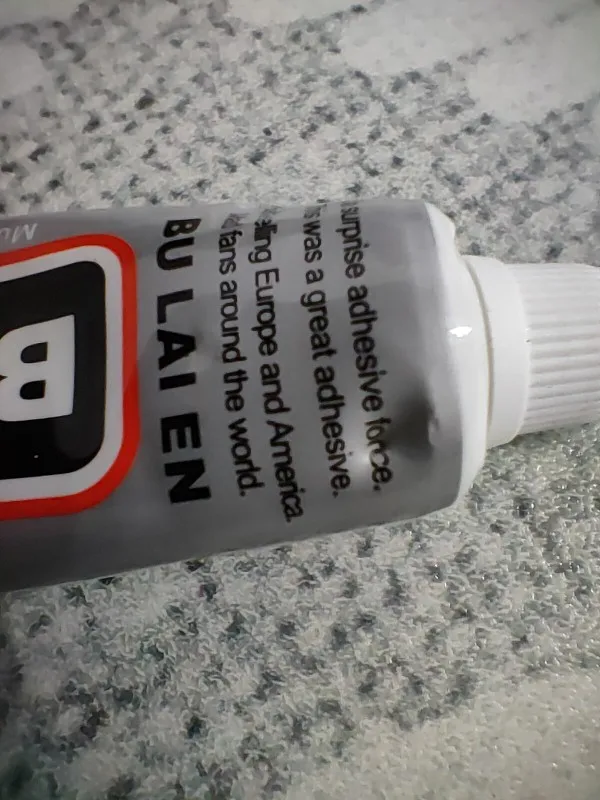 surprise adhesive force.
was a great adhesive.
Europe and America.
fans around the world.
BU LAI EN
B